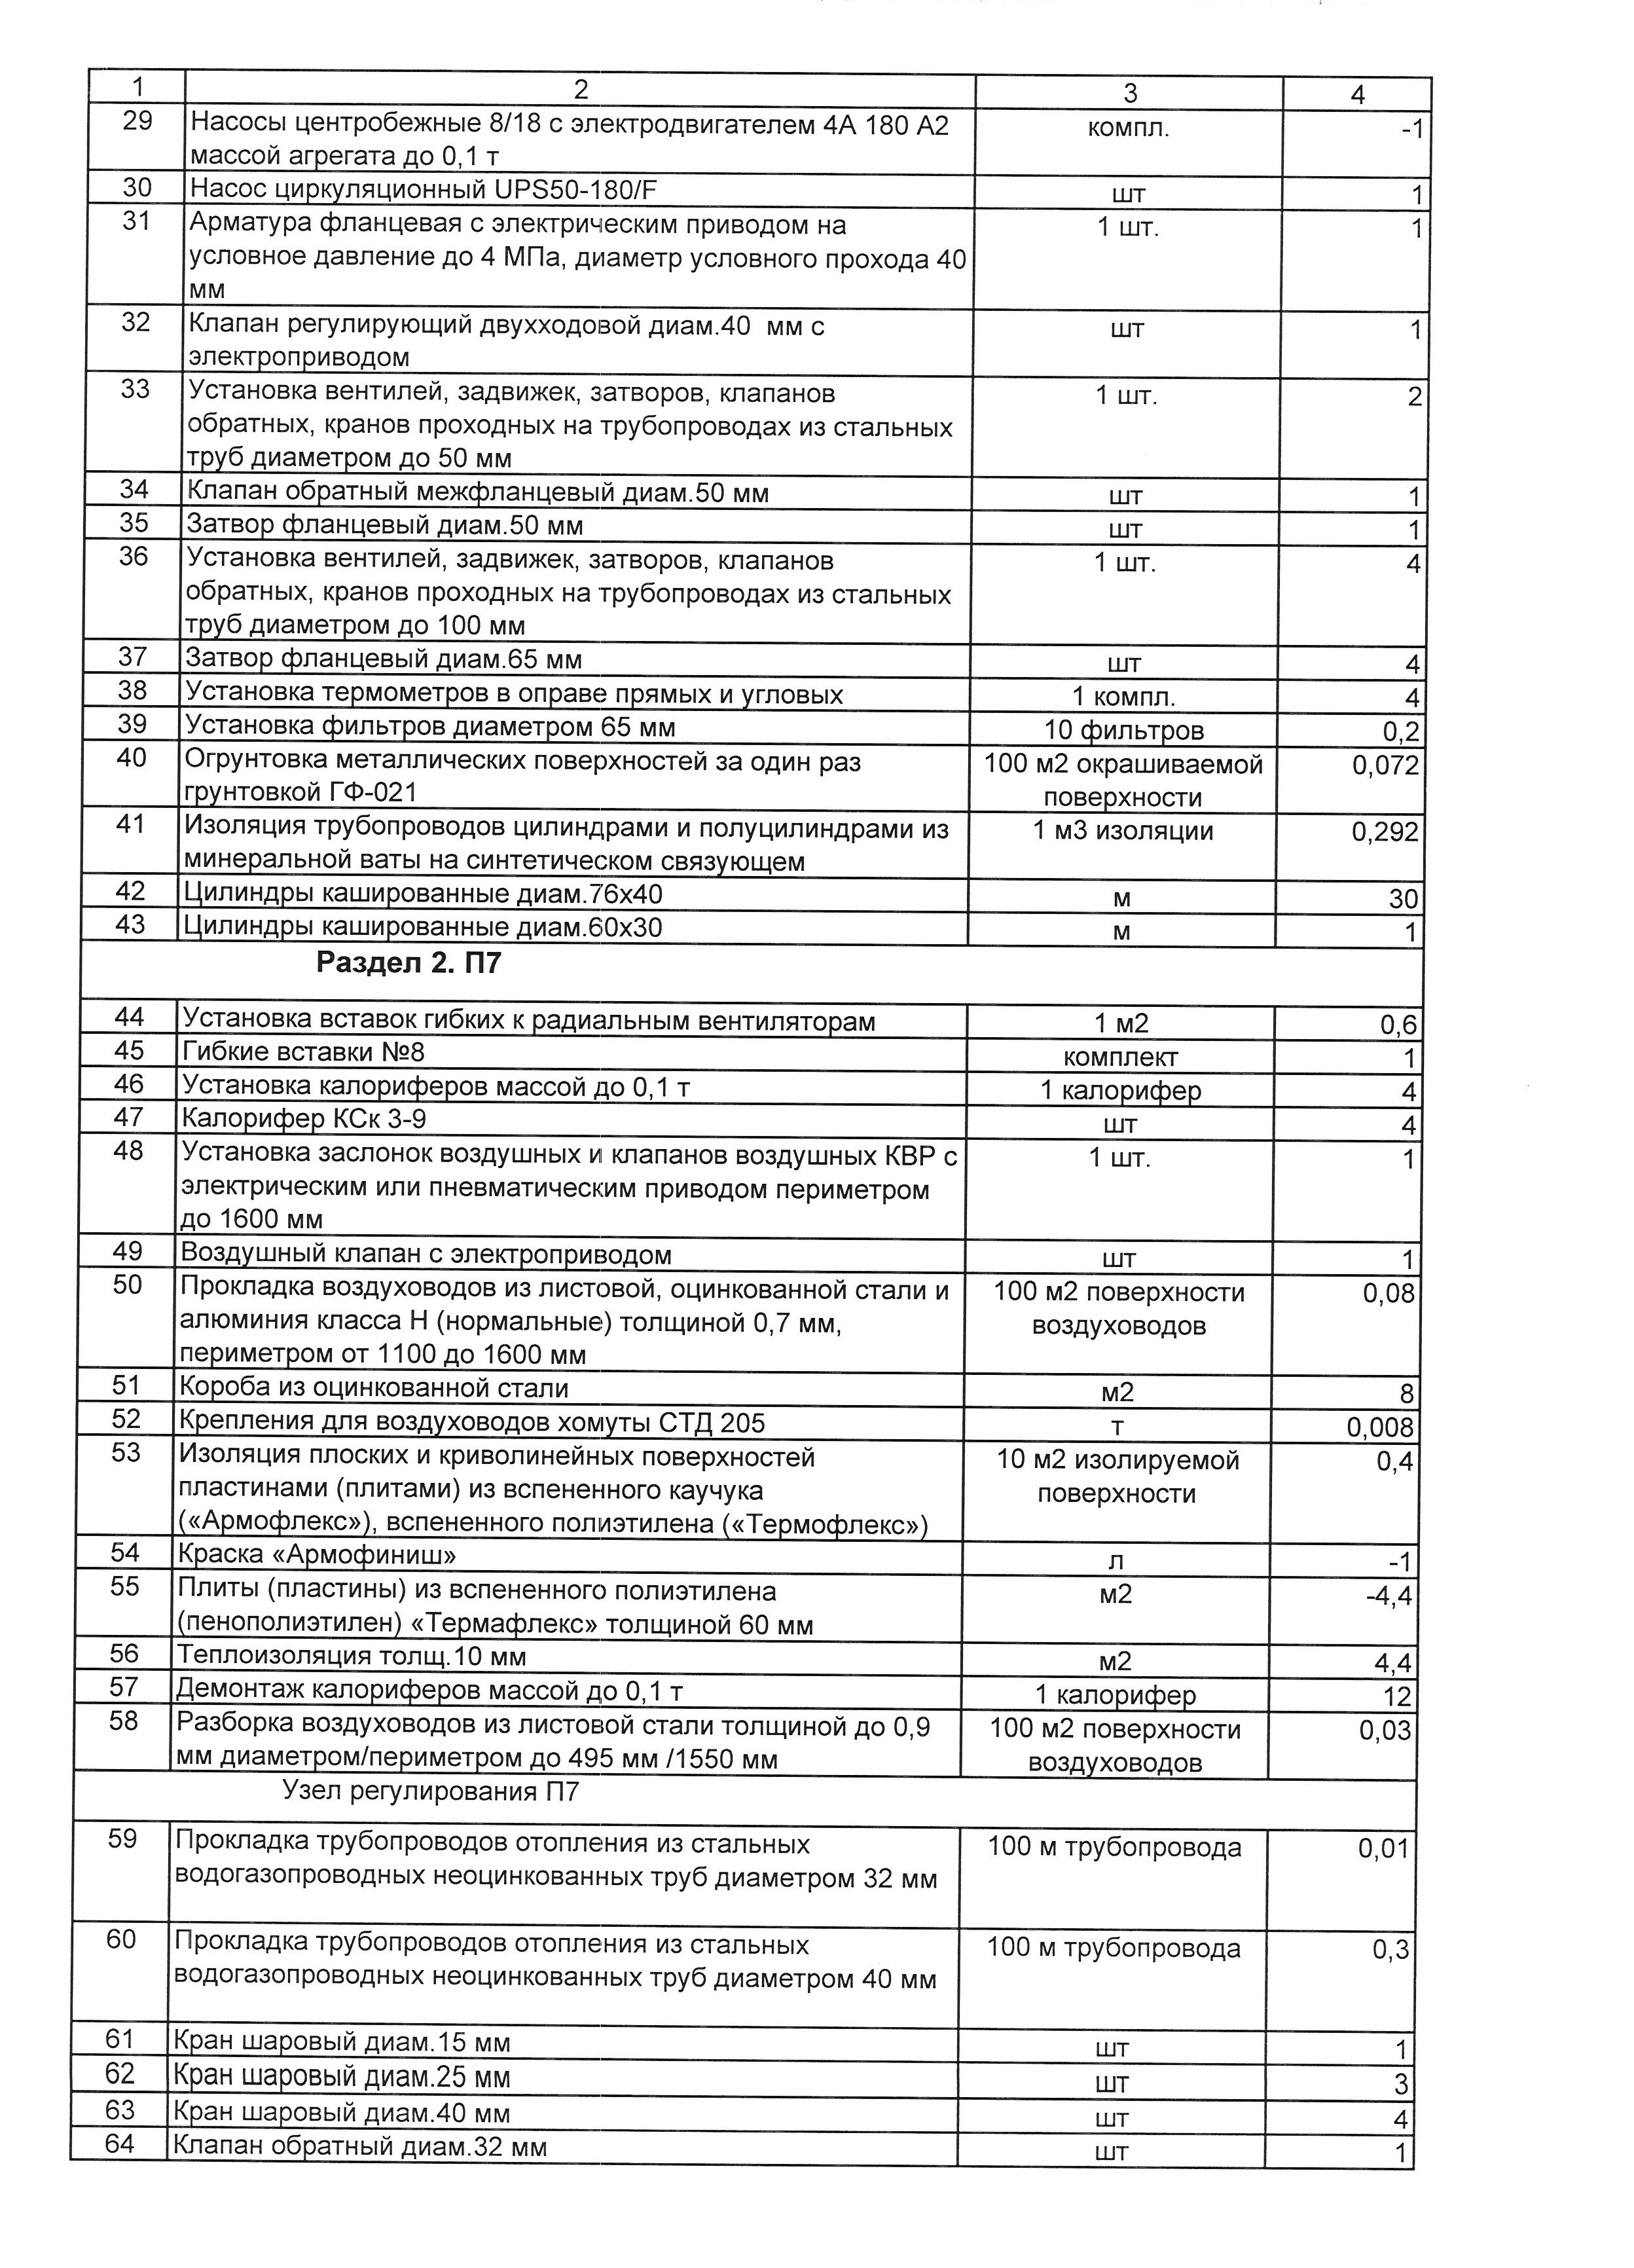 1 2 3 4
29 Насосы центробежные 8/18 с электродвигателем 4А 180 А2 компл. -1
массой агрегата до 0,1 т
30 Насос циркуляционный UPS50-180/F шт 1
31 Арматура фланцевая с электрическим приводом на 1 шт. 1
условное давление до 4 МПа, диаметр условного прохода 40
мм
32 Клапан регулирующий двухходовой диам.40 мм с шт 1
электроприводом
33 Установка вентилей, задвижек, затворов, клапанов 1 шт. 2
обратных, кранов проходных на трубопроводах из стальных
труб диаметром до 50 мм
34 Клапан обратный межфланцевый диам.50 мм шт 1
35 Затвор фланцевый диам.50 мм шт 1
36 Установка вентилей, задвижек, затворов, клапанов 1 шт. 4
обратных, кранов проходных на трубопроводах из стальных
труб диаметром до 100 мм
37 Затвор фланцевый диам.65 мм шт 4
38 Установка термометров в оправе прямых и угловых 1 компл. 4
39 Установка фильтров диаметром 65 мм 10 фильтров 0,2
40 Огрунтовка металлических поверхностей за один раз 100 м2 окрашиваемой 0,072
грунтовкой ГФ-021 поверхности
41 Изоляция трубопроводов цилиндрами и полуцилиндрами из 1 м3 изоляции 0,292
минеральной ваты на синтетическом связующем
42 Цилиндры кашированные диам.76х40 м 30
43 Цилиндры кашированные диам.60х30 м 1
Раздел 2. П7
44 Установка вставок гибких к радиальным вентиляторам 1 м2 0,6
45 Гибкие вставки №8 комплект 1
46 Установка калориферов массой до 0,1 т 1 калорифер 4
47 Калорифер КСк 3-9 шт 4
48 Установка заслонок воздушных и клапанов воздушных КВР с 1 шт. 1
электрическим или пневматическим приводом периметром
до 1600 мм
49 Воздушный клапан с электроприводом шт 1
50 Прокладка воздуховодов из листовой, оцинкованной стали и 100 м2 поверхности 0,08
алюминия класса Н (нормальные) толщиной 0,7 мм, воздуховодов
периметром от 1100 до 1600 мм
51 Короба из оцинкованной стали м2 8
52 Крепления для воздуховодов хомуты СТД 205 т 0,008
53 Изоляция плоских и криволинейных поверхностей 10 м2 изолируемой 0,4
пластинами (плитами) из вспененного каучука поверхности
(«Армофлекс»), вспененного полиэтилена («Термофлекс»)
54 Краска «Армофиниш» л -1
55 Плиты (пластины) из вспененного полиэтилена м2 -4,4
(пенополиэтилен) «Термафлекс» толщиной 60 мм
56 Теплоизоляция толщ.10 мм м2 4,4
57 Демонтаж калориферов массой до 0,1 т 1 калорифер 12
58 Разборка воздуховодов из листовой стали толщиной до 0,9 100 м2 поверхности 0,03
мм диаметром/периметром до 495 мм /1550 мм воздуховодов
Узел регулирования П7
59 Прокладка трубопроводов отопления из стальных 100 м трубопровода 0,01
водогазопроводных неоцинкованных труб диаметром 32 мм
60 Прокладка трубопроводов отопления из стальных 100 м трубопровода 0,3
водогазопроводных неоцинкованных труб диаметром 40 мм
61 Кран шаровый диам.15 мм шт 1
62 Кран шаровый диам.25 мм шт 3
63 Кран шаровый диам.40 мм шт 4
64 Клапан обратный диам.32 мм шт 1